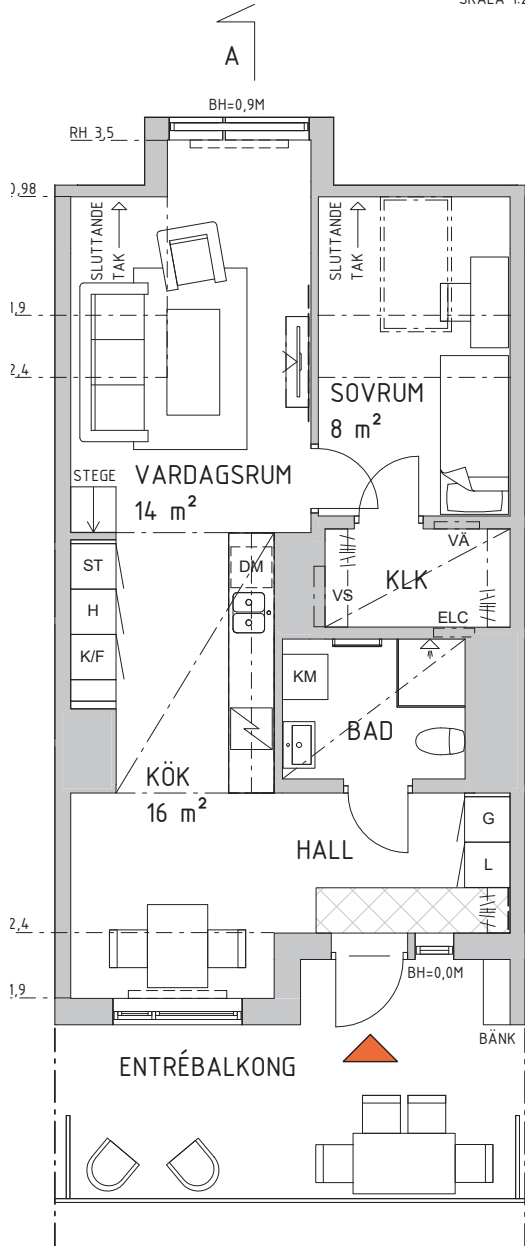 A
BH=0,9M
RH 3,5
0,98
SLUTTANDE
TAK
SLUTTANDE
TAK
1,9
2,4
SOVRUM
8 m²
VARDAGSRUM
14 m²
STEGE
ST
H
K/F
DM
VÄ
KLK
VS
ELC
KM
BAD
KÖK
16 m²
HALL
G
L
2,4
1,9
BH=0,0M
BÄNK
ENTRÉBALKONG